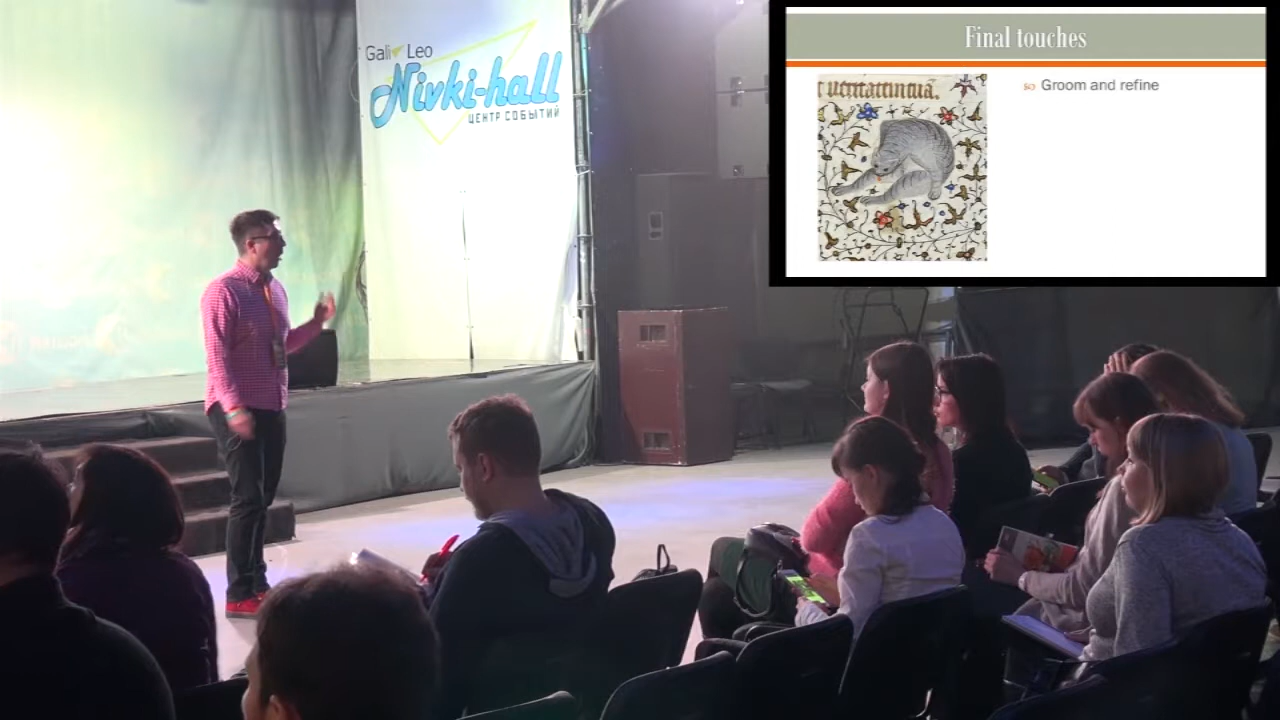 Gali Leo
Nivki-hall
ЦЕНТР СОБЫТИЙ
Final touches
Groom and refine